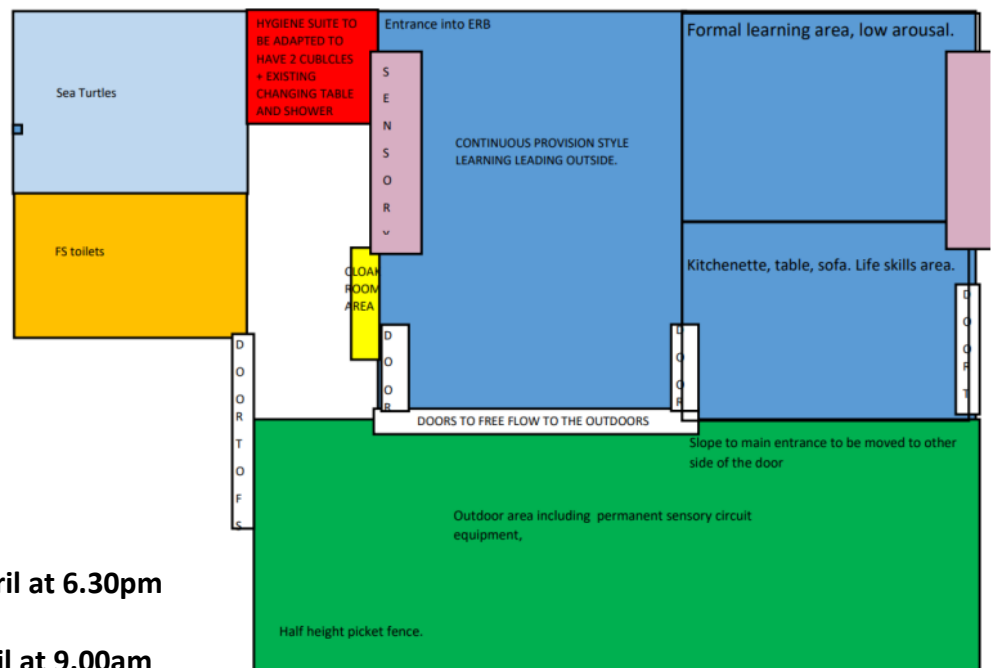 HYGIENE SUITE TO
BE ADAPTED TO
HAVE 2 CUBLCLES
+ EXISTING
CHANGING TABLE
AND SHOWER
Entrance into ERB
Formal learning area, low arousal.
Sea Turtles
S
E
N
S
O
R
CONTINUOUS PROVISION STYLE
LEARNING LEADING OUTSIDE.
FS toilets
CLOAK
ROOM
AREA
Kitchenette, table, sofa. Life skills area.
D
O
O
R
T
O
F
S
D
O
O
R
D
O
O
R
D
O
O
R
T
DOORS TO FREE FLOW TO THE OUTDOORS
Slope to main entrance to be moved to other
side of the door
Outdoor area including permanent sensory circuit
equipment,
Half height picket fence.
ril at 6.30pm
il at 9.00am